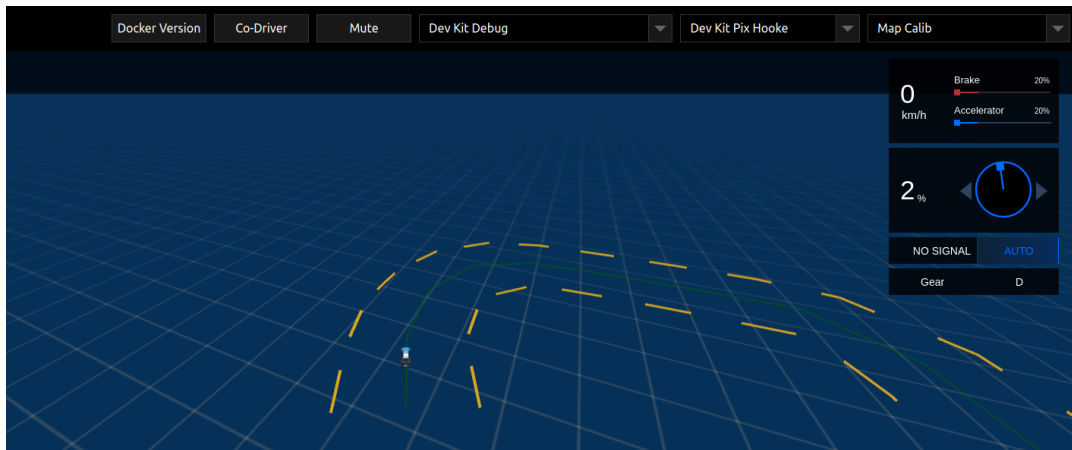 Docker Version Co-Driver Mute Dev Kit Debug Dev Kit Pix Hooke Map Calib
Brake 20%
0
km/h
Accelerator 20%
2 %
NO SIGNAL AUTO
Gear D